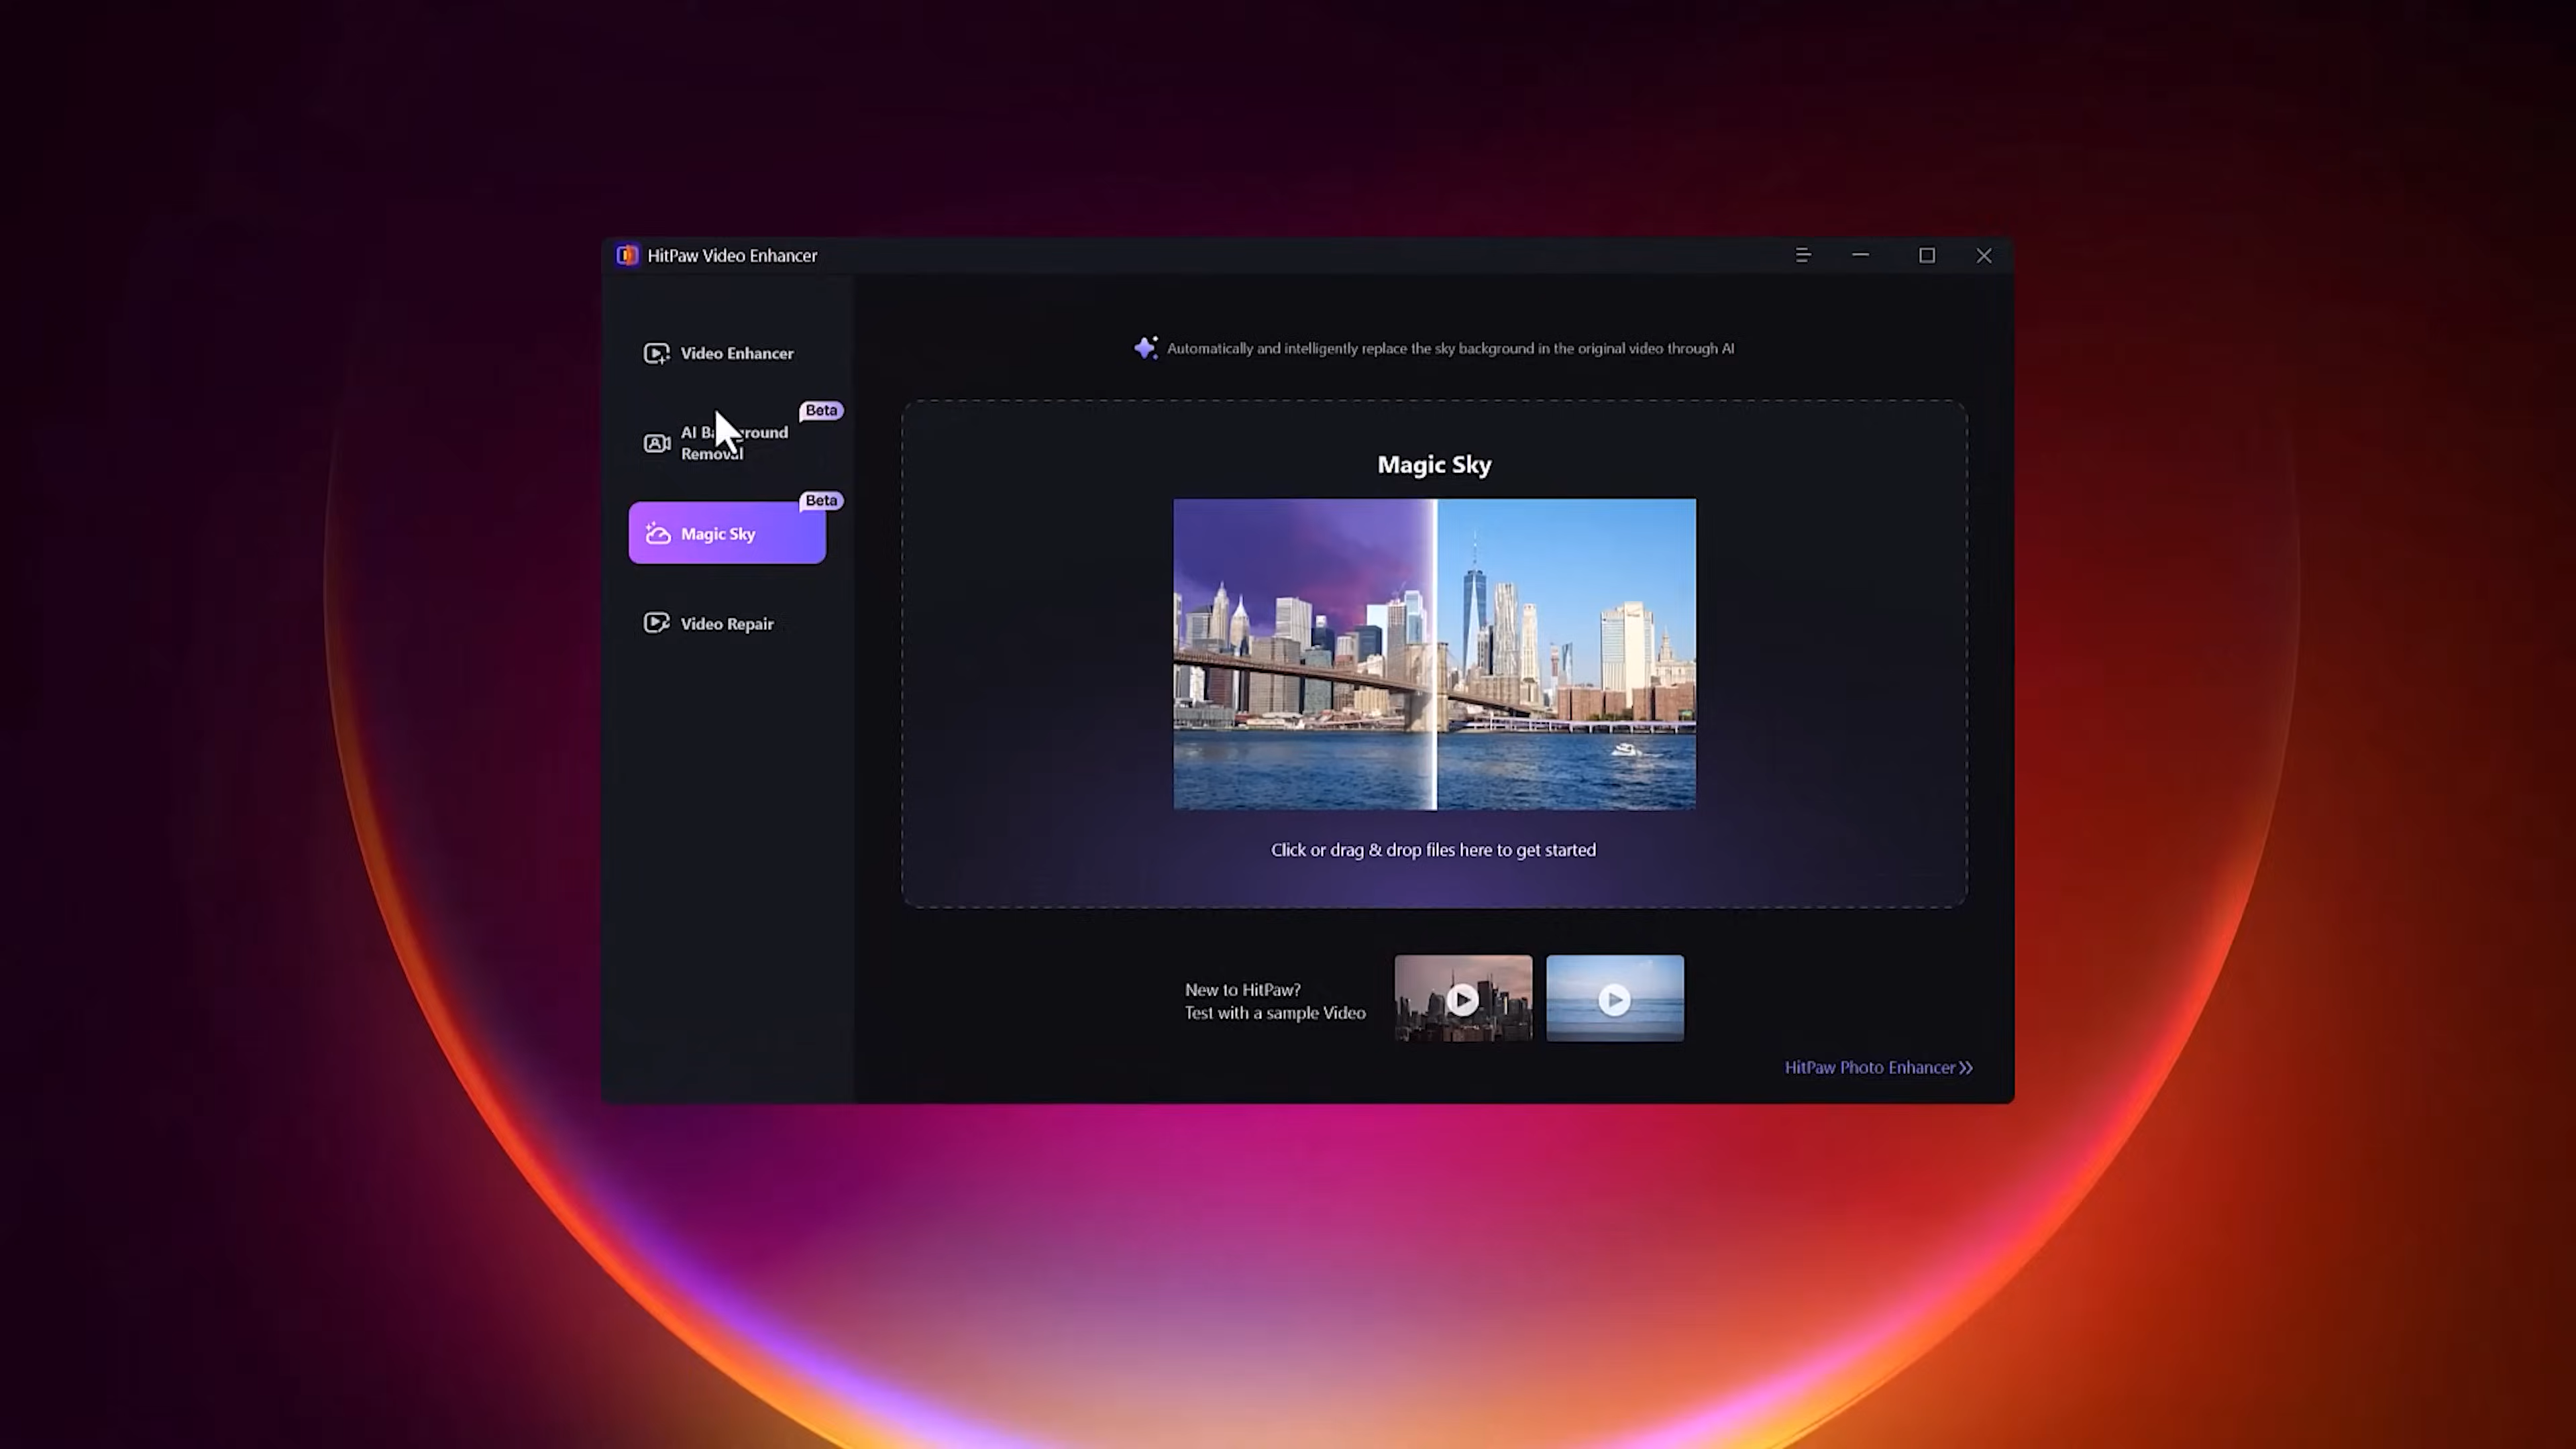 HitPaw Video Enhancer
Video Enhancer
Beta
AI Background
Removal
Beta
Magic Sky
Video Repair
Automatically and intelligently replace the sky background in the original video through AI
Magic Sky
Click or drag & drop files here to get started
New to HitPaw?
Test with a sample Video
HitPaw Photo Enhancer